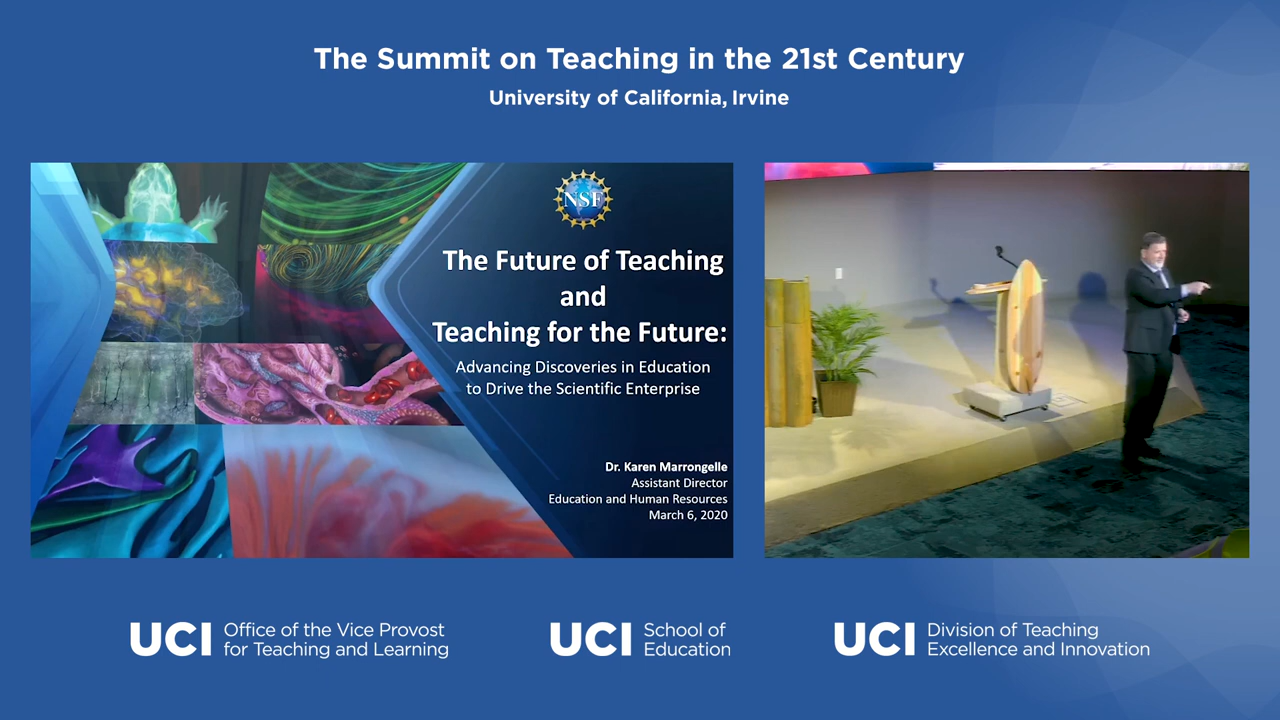 The Summit on Teaching in the 21st Century
University of California, Irvine
NSF
The Future of Teaching
and
Teaching for the Future:
Advancing Discoveries in Education
to Drive the Scientific Enterprise
Dr. Karen Marrongelle
Assistant Director
Education and Human Resources
March 6, 2020
UCI Office of the Vice Provost
for Teaching and Learning
UCI School of
Education
UCI Division of Teaching
Excellence and Innovation